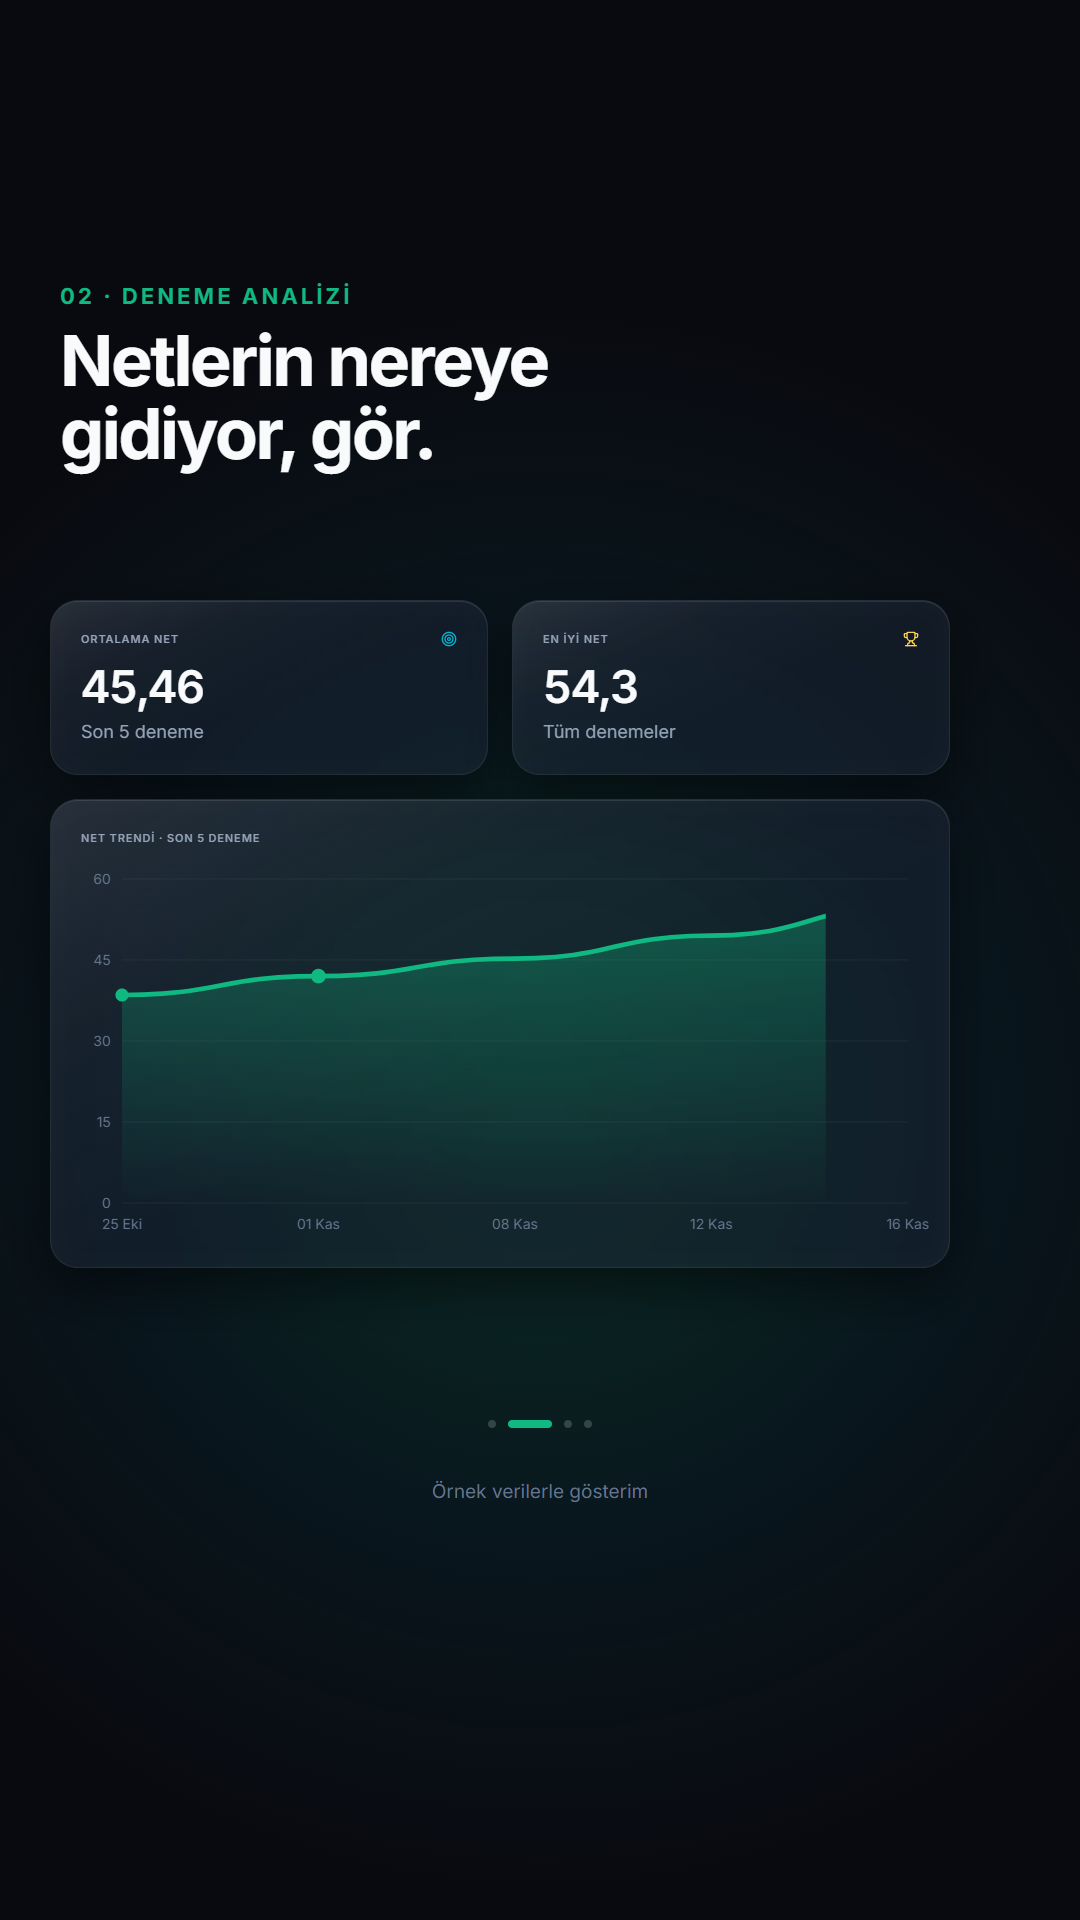 02 · DENEME ANALİZİ
Netlerin nereye
gidiyor, gör.
ORTALAMA NET
45,46
Son 5 deneme
EN İYİ NET
54,3
Tüm denemeler
NET TRENDİ · SON 5 DENEME
60
45
30
15
0
25 Eki
01 Kas
08 Kas
12 Kas
16 Kas
Örnek verilerle gösterim